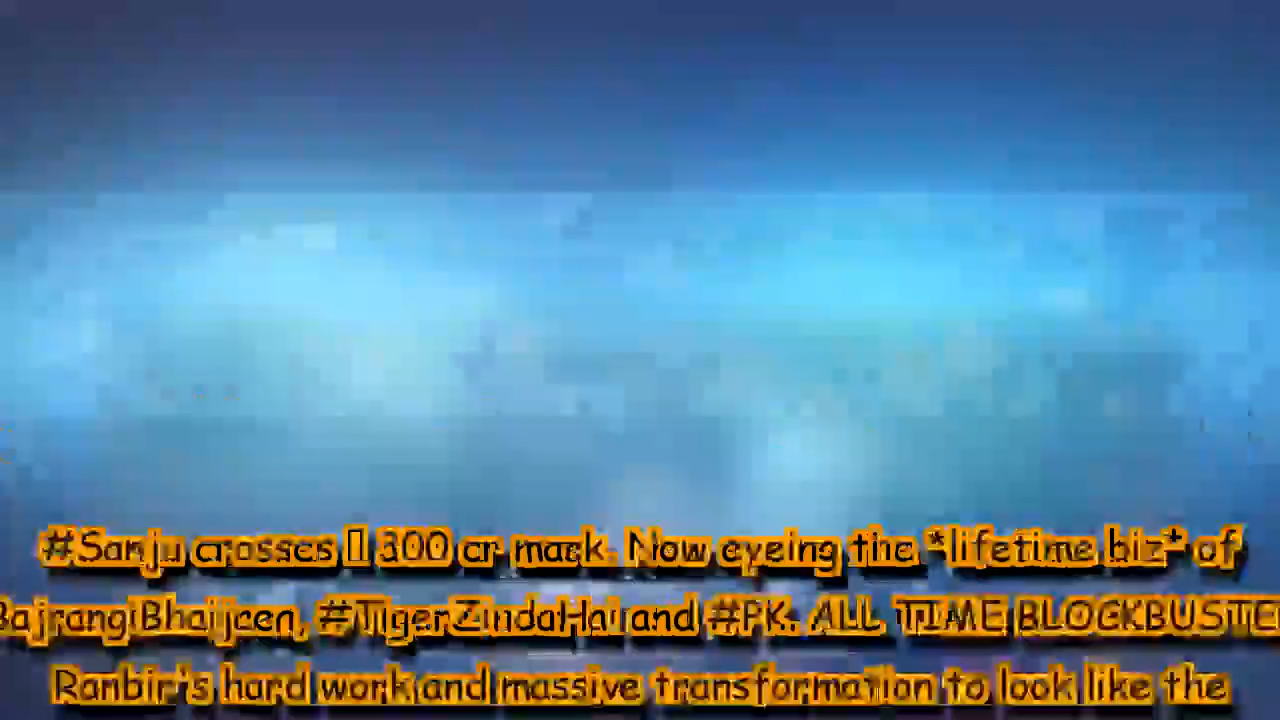 #Sanju crosses ▯ 300 cr mark. Now eyeing the *lifetime biz* of
BajrangiBhaijaan, #TigerZindaHai and #PK. ALL TIME BLOCKBUSTE
Ranbir's hard work and massive transformation to look like the